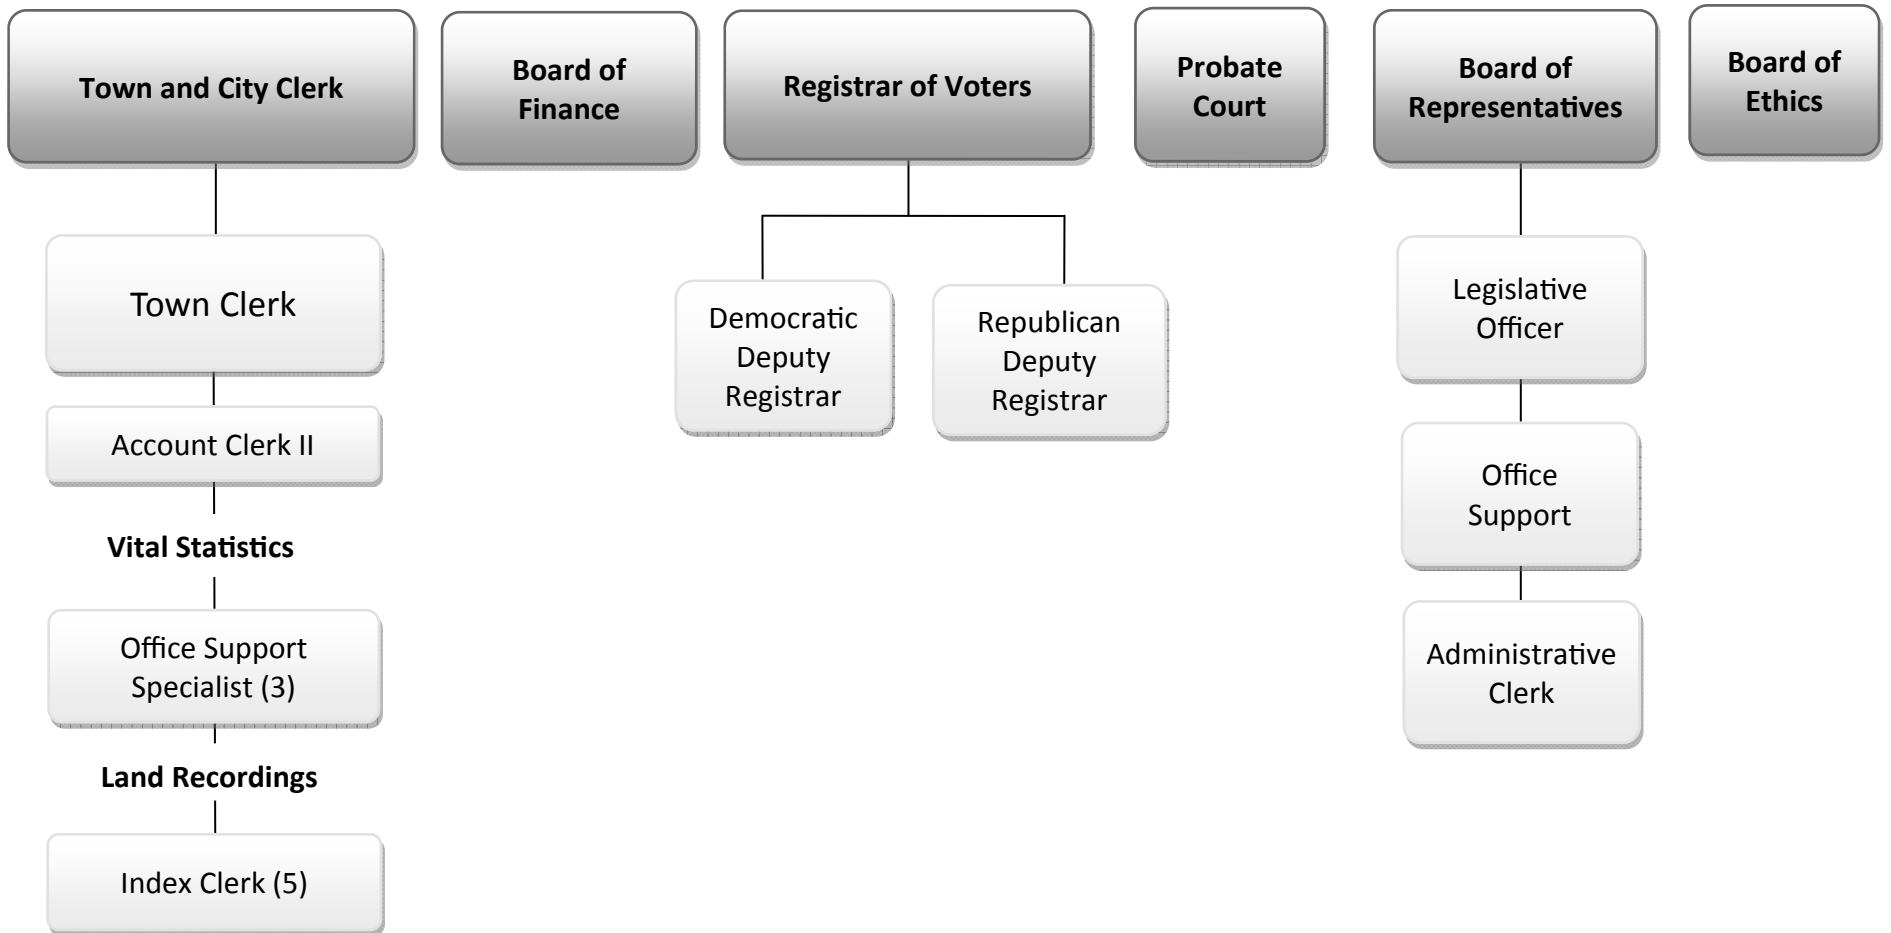 Town and City Clerk
Board of
Finance
Registrar of Voters
Probate
Court
Board of
Representatives
Board of
Ethics
Town Clerk
Account Clerk II
Vital Statistics
Office Support
Specialist (3)
Land Recordings
Index Clerk (5)
Democratic
Deputy
Registrar
Republican
Deputy
Registrar
Legislative
Officer
Office
Support
Administrative
Clerk